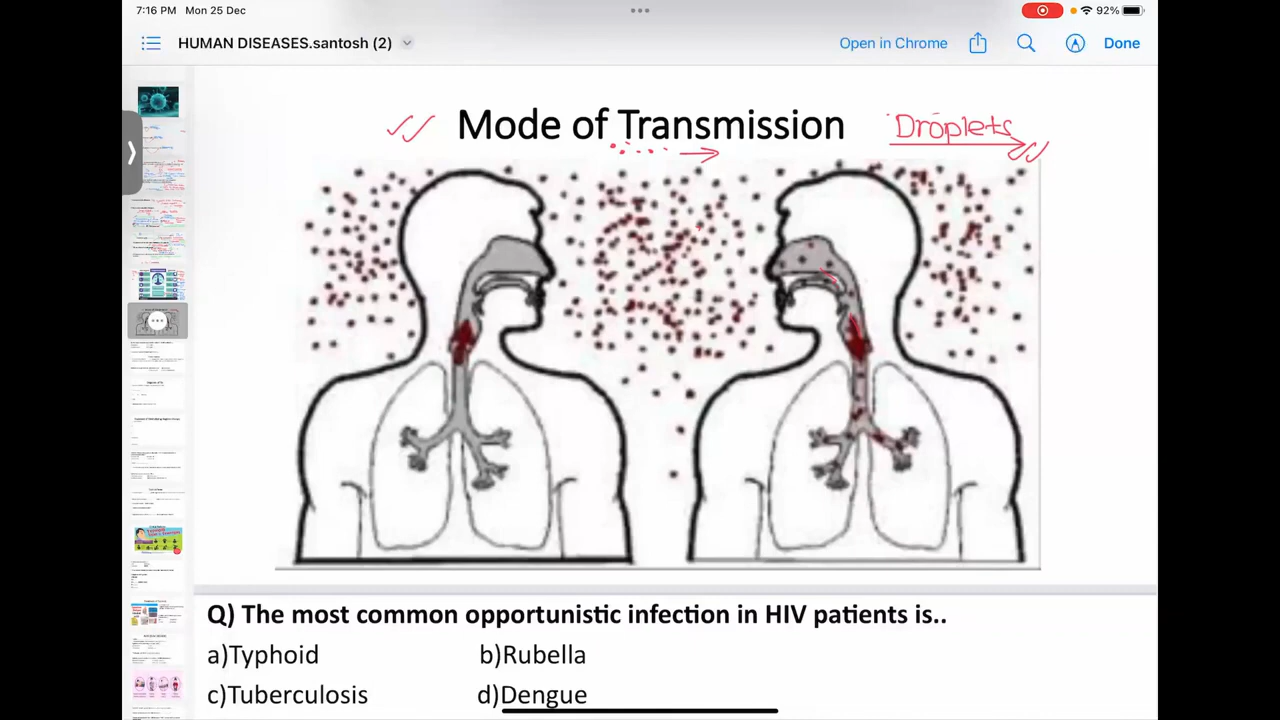 7:16 PM Mon 25 Dec
92%
HUMAN DISEASES.santosh (2)
Open in Chrome
Done
Mode of Transmission
Droplets
Q) The most common opportunistic infection in HIV patients is..
a)Typhoid b)Rubella
c)Tuberculosis d)Dengue